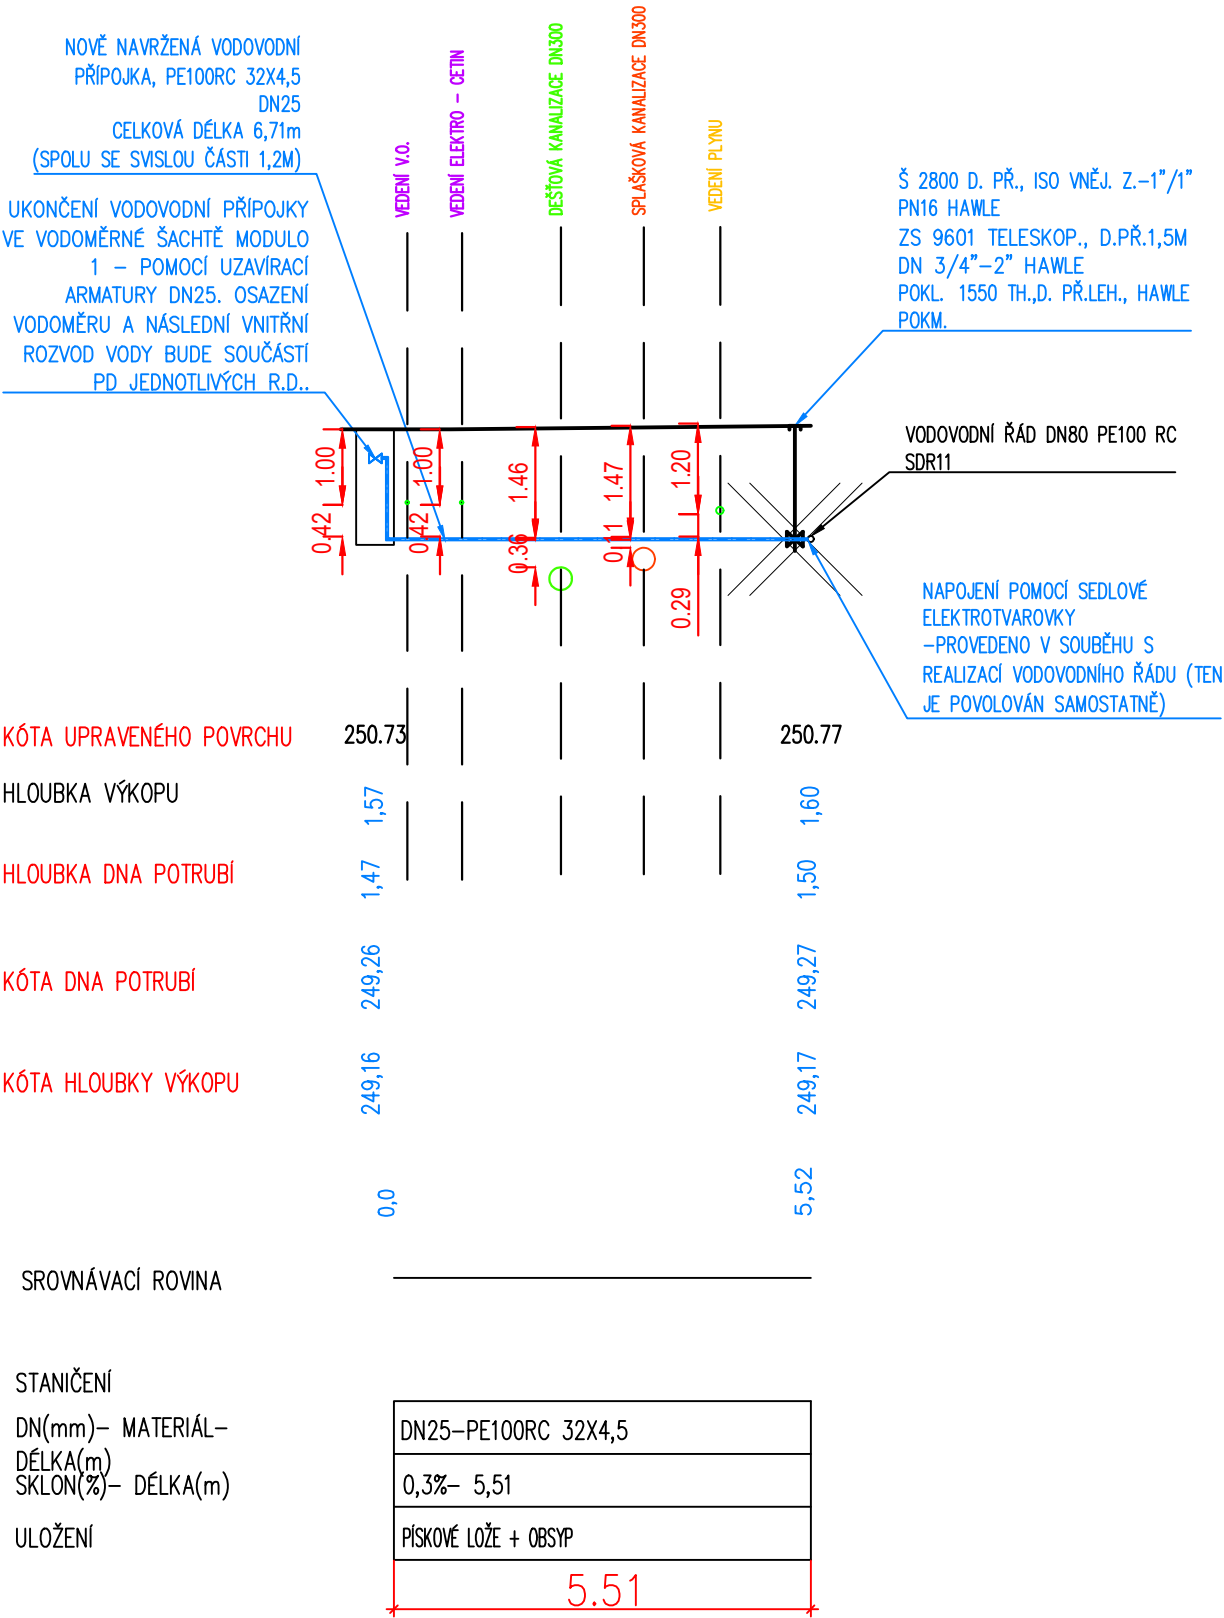 NOVĚ NAVRŽENÁ VODOVODNÍ
PŘÍPOJKA, PE100RC 32X4,5
DN25
CELKOVÁ DÉLKA 6,71m
(SPOLU SE SVISLOU ČÁSTI 1,2M)
UKONČENÍ VODOVODNÍ PŘÍPOJKY
VE VODOMĚRNÉ ŠACHTĚ MODULO
1 – POMOCÍ UZAVÍRACÍ
ARMATURY DN25. OSAZENÍ
VODOMĚRU A NÁSLEDNÍ VNITŘNÍ
ROZVOD VODY BUDE SOUČÁSTÍ
PD JEDNOTLIVÝCH R.D..
VEDENÍ V.O.
VEDENÍ ELEKTRO – CETIN
DEŠŤOVÁ KANALIZACE DN300
SPLAŠKOVÁ KANALIZACE DN300
VEDENÍ PLYNU
Š 2800 D. PŘ., ISO VNĚJ. Z.–1"/1"
PN16 HAWLE
ZS 9601 TELESKOP., D.PŘ.1,5M
DN 3/4"–2" HAWLE
POKL. 1550 TH.,D. PŘ.LEH., HAWLE
POKM.
VODOVODNÍ ŘÁD DN80 PE100 RC
SDR11
1.00
0.42
1.00
0.42
1.46
0.36
1.47
0.11
1.20
0.29
NAPOJENÍ POMOCÍ SEDLOVÉ
ELEKTROTVAROVKY
–PROVEDENO V SOUBĚHU S
REALIZACÍ VODOVODNÍHO ŘÁDU (TEN
JE POVOLOVÁN SAMOSTATNĚ)
KÓTA UPRAVENÉHO POVRCHU
250.73
250.77
HLOUBKA VÝKOPU
1,57
1,60
HLOUBKA DNA POTRUBÍ
1,47
1,50
KÓTA DNA POTRUBÍ
249,26
249,27
KÓTA HLOUBKY VÝKOPU
249,16
249,17
0,0
5,52
SROVNÁVACÍ ROVINA
STANIČENÍ
DN(mm)– MATERIÁL–
DÉLKA(m)
DN25–PE100RC 32X4,5
SKLON(%)– DÉLKA(m)
0,3%– 5,51
ULOŽENÍ
PÍSKOVÉ LOŽE + OBSYP
5.51